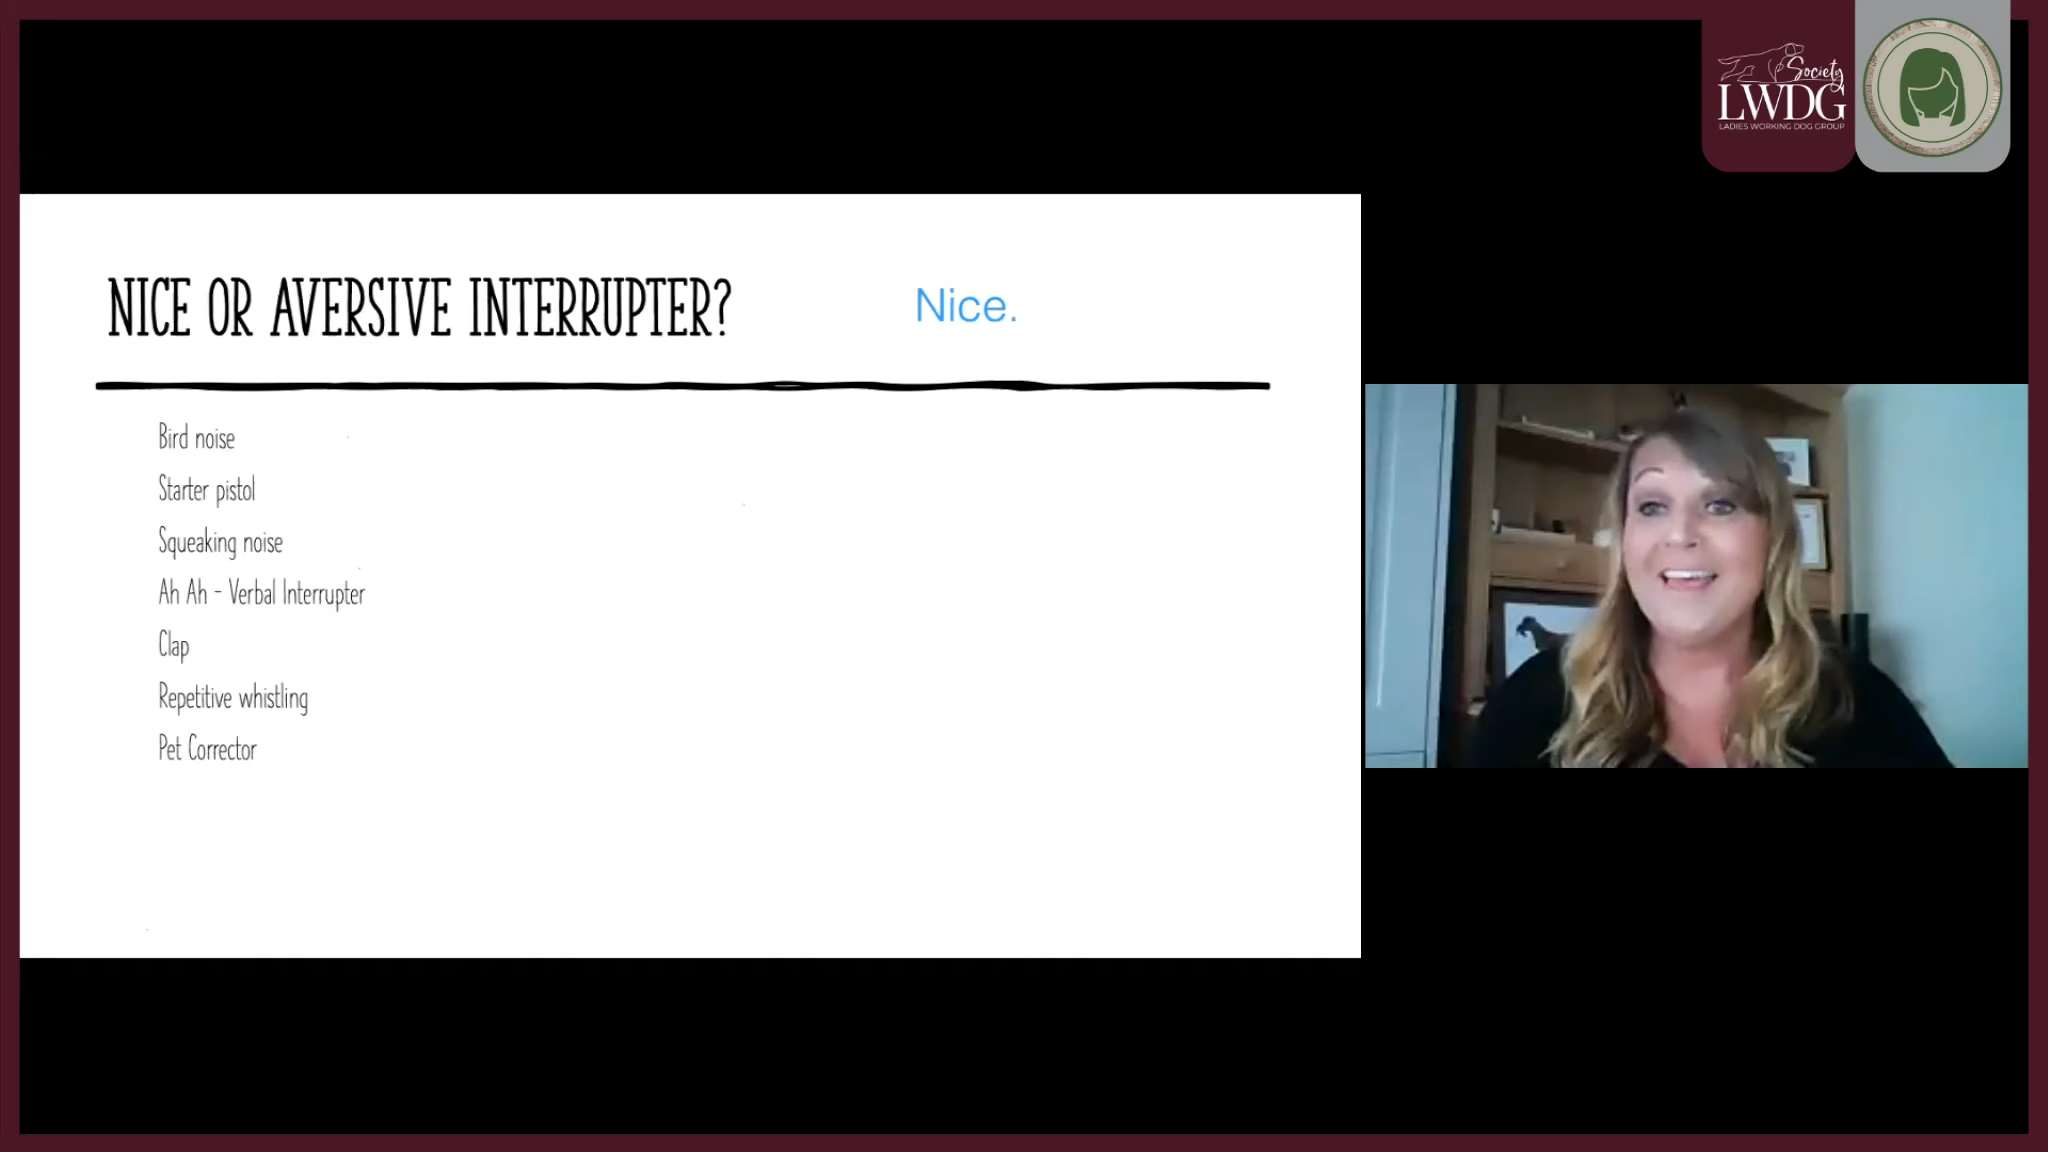 Society
LWDG
LADIES WORKING DOG GROUP
NICE OR AVERSIVE INTERRUPTER?
Nice.
Bird noise
Starter pistol
Squeaking noise
Ah Ah - Verbal Interrupter
Clap
Repetitive whistling
Pet Corrector